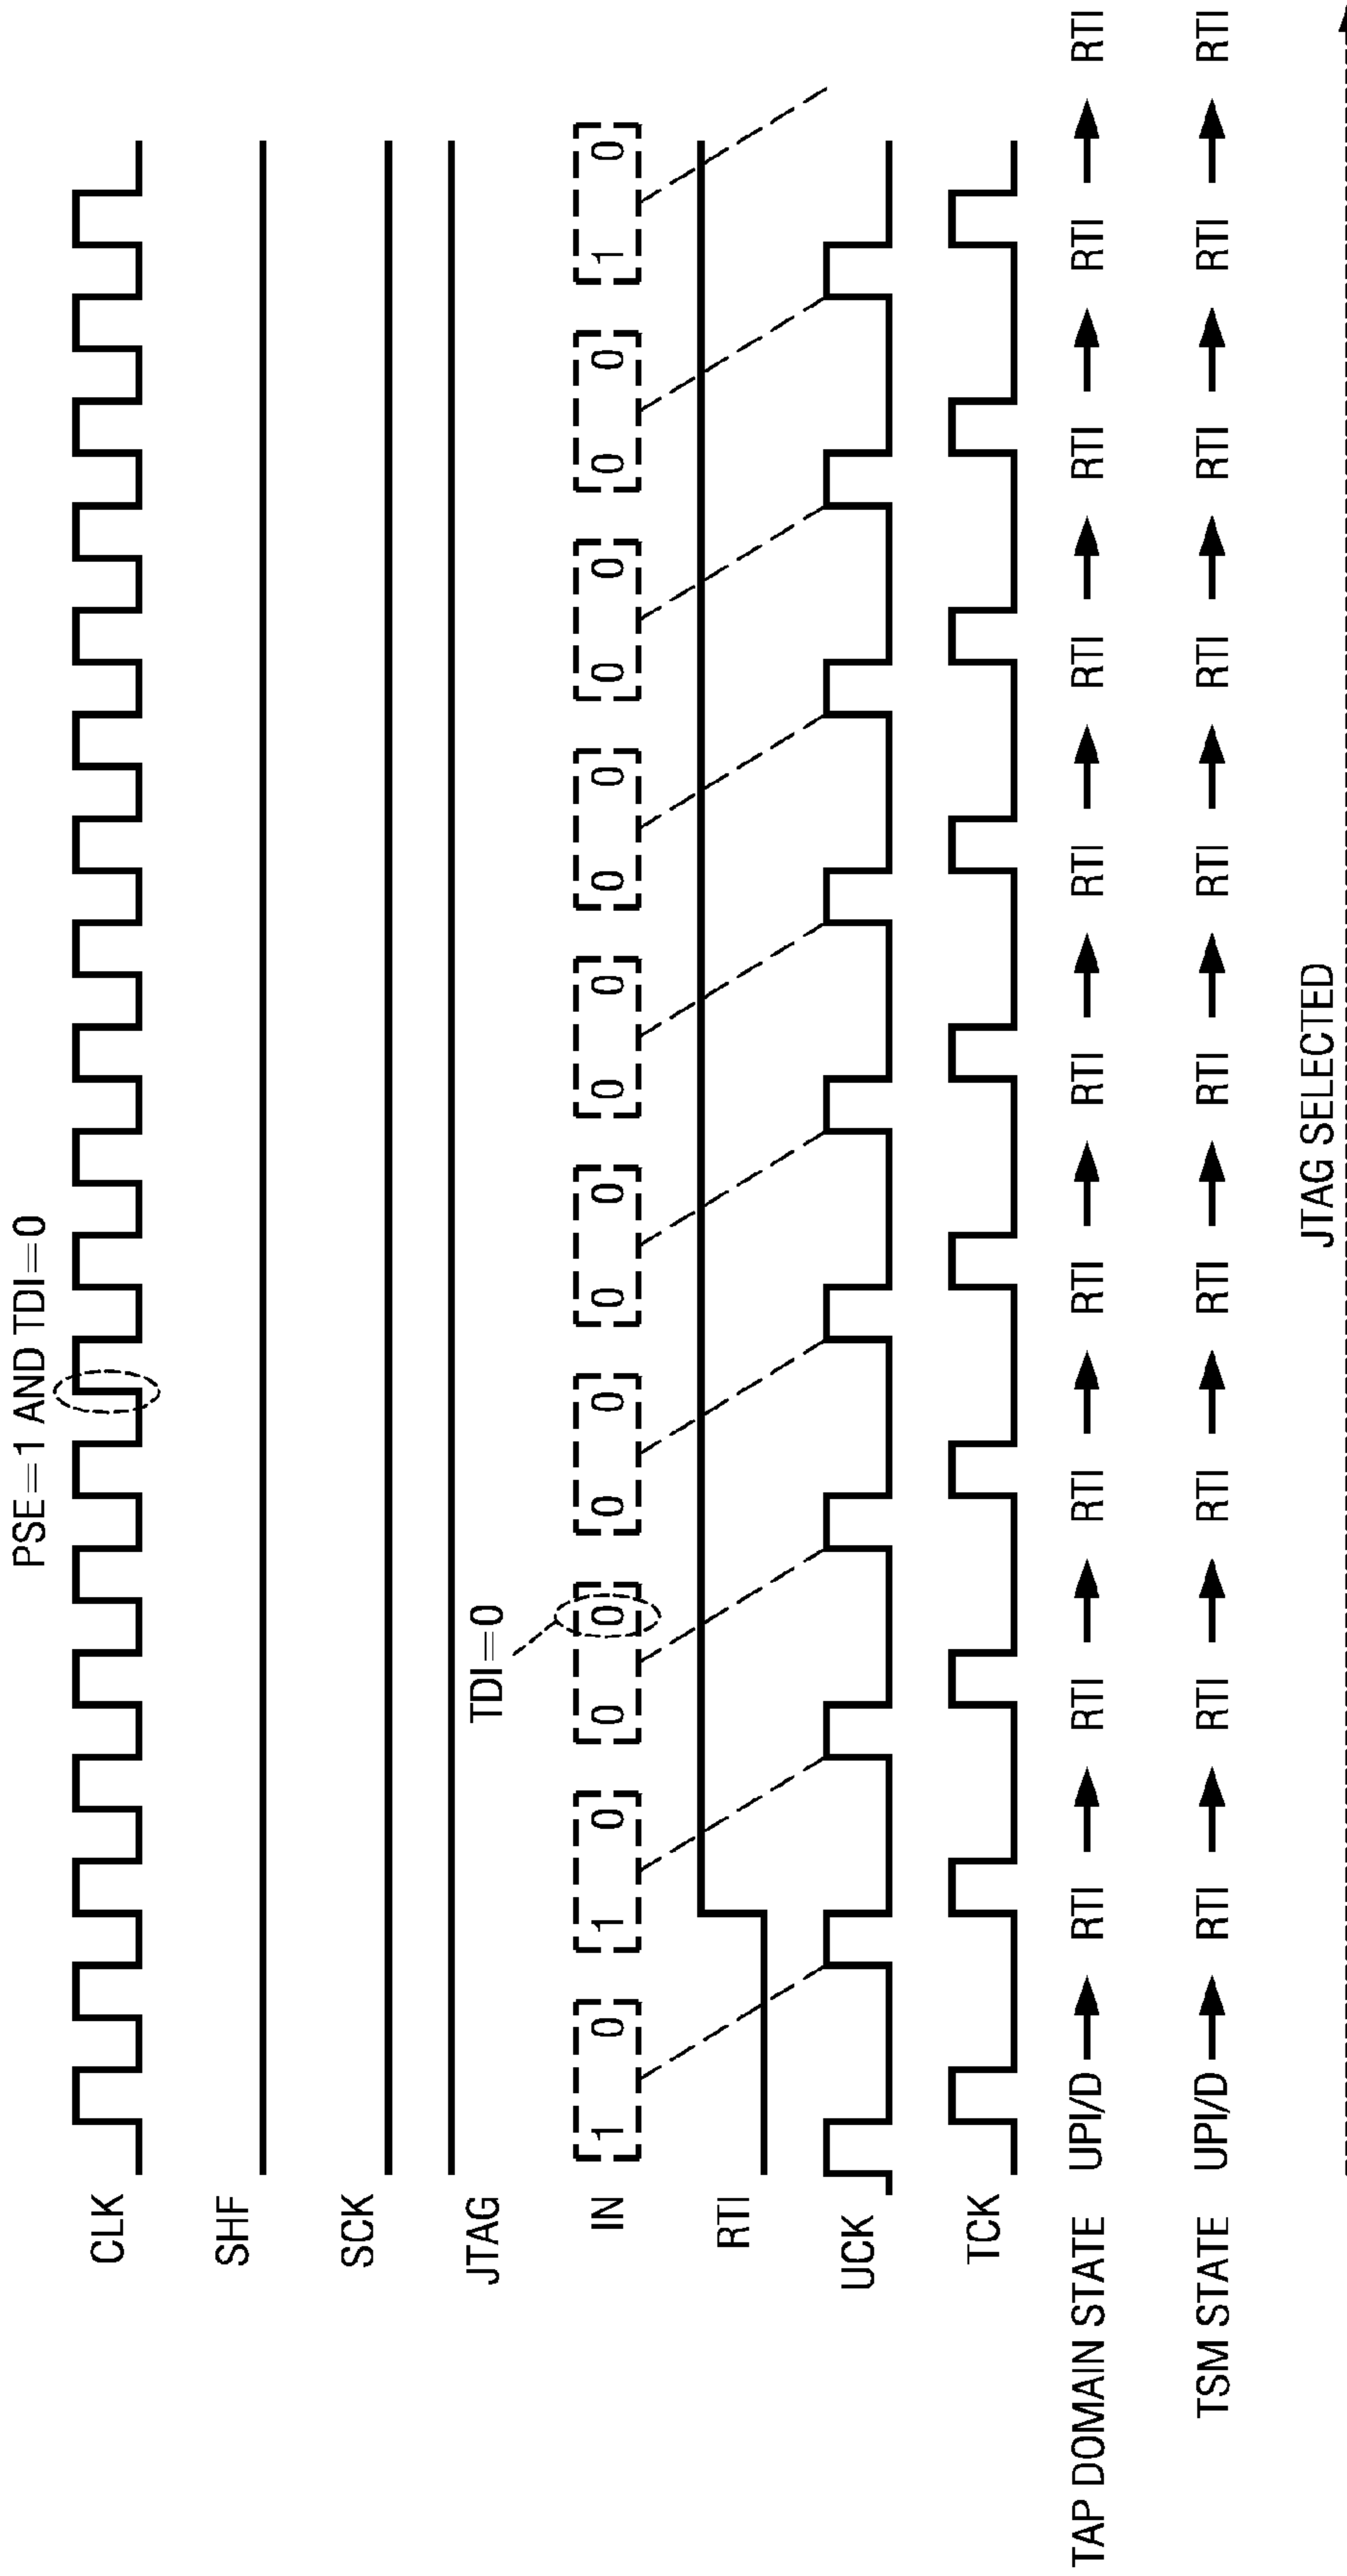 PSE=1 AND TDI=0
CLK
SHF
SCK
JTAG
TDI=0
IN 1 0 1 0 0 0 0 0 0 0 0 0 0 0 0 0 0 0 1 0
RTI
UCK
TCK
TAP DOMAIN STATE UPI/D → RTI → RTI → RTI → RTI → RTI → RTI → RTI → RTI → RTI → RTI
TSM STATE UPI/D → RTI → RTI → RTI → RTI → RTI → RTI → RTI → RTI → RTI → RTI
JTAG SELECTED